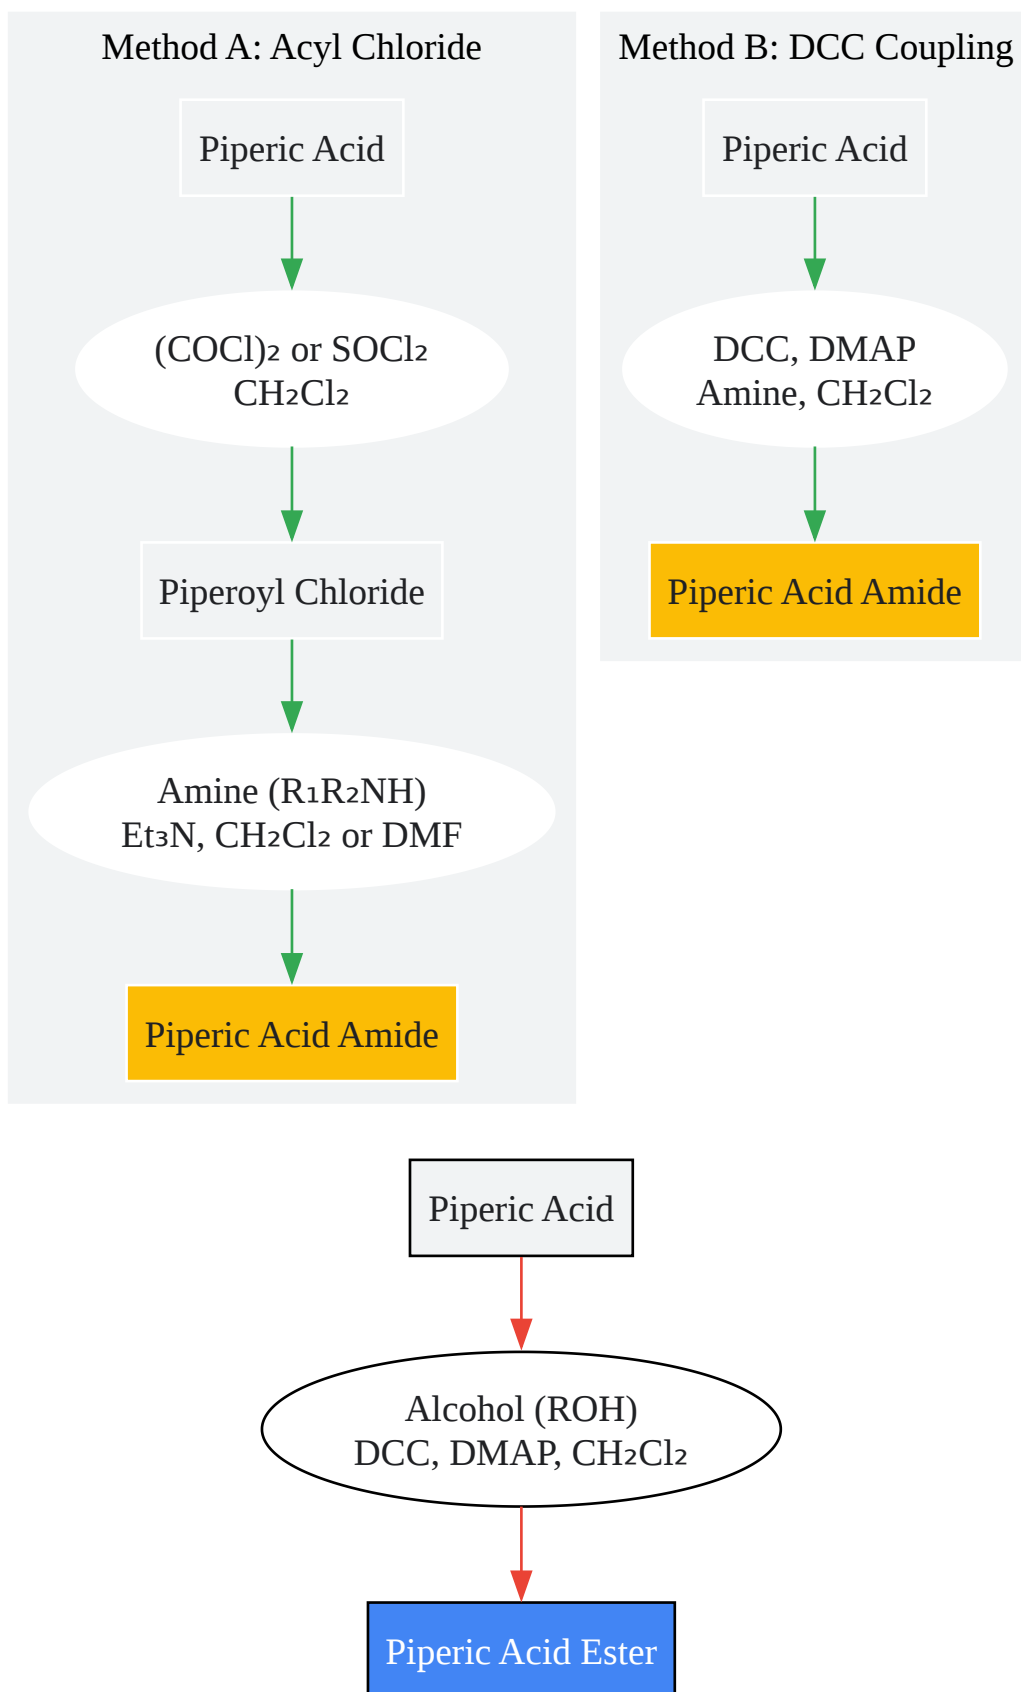 Method A: Acyl Chloride
Piperic Acid
(COCl)₂ or SOCl₂
CH₂Cl₂
Piperoyl Chloride
Amine (R₁R₂NH)
Et₃N, CH₂Cl₂ or DMF
Piperic Acid Amide
Method B: DCC Coupling
Piperic Acid
DCC, DMAP
Amine, CH₂Cl₂
Piperic Acid Amide
Piperic Acid
Alcohol (ROH)
DCC, DMAP, CH₂Cl₂
Piperic Acid Ester